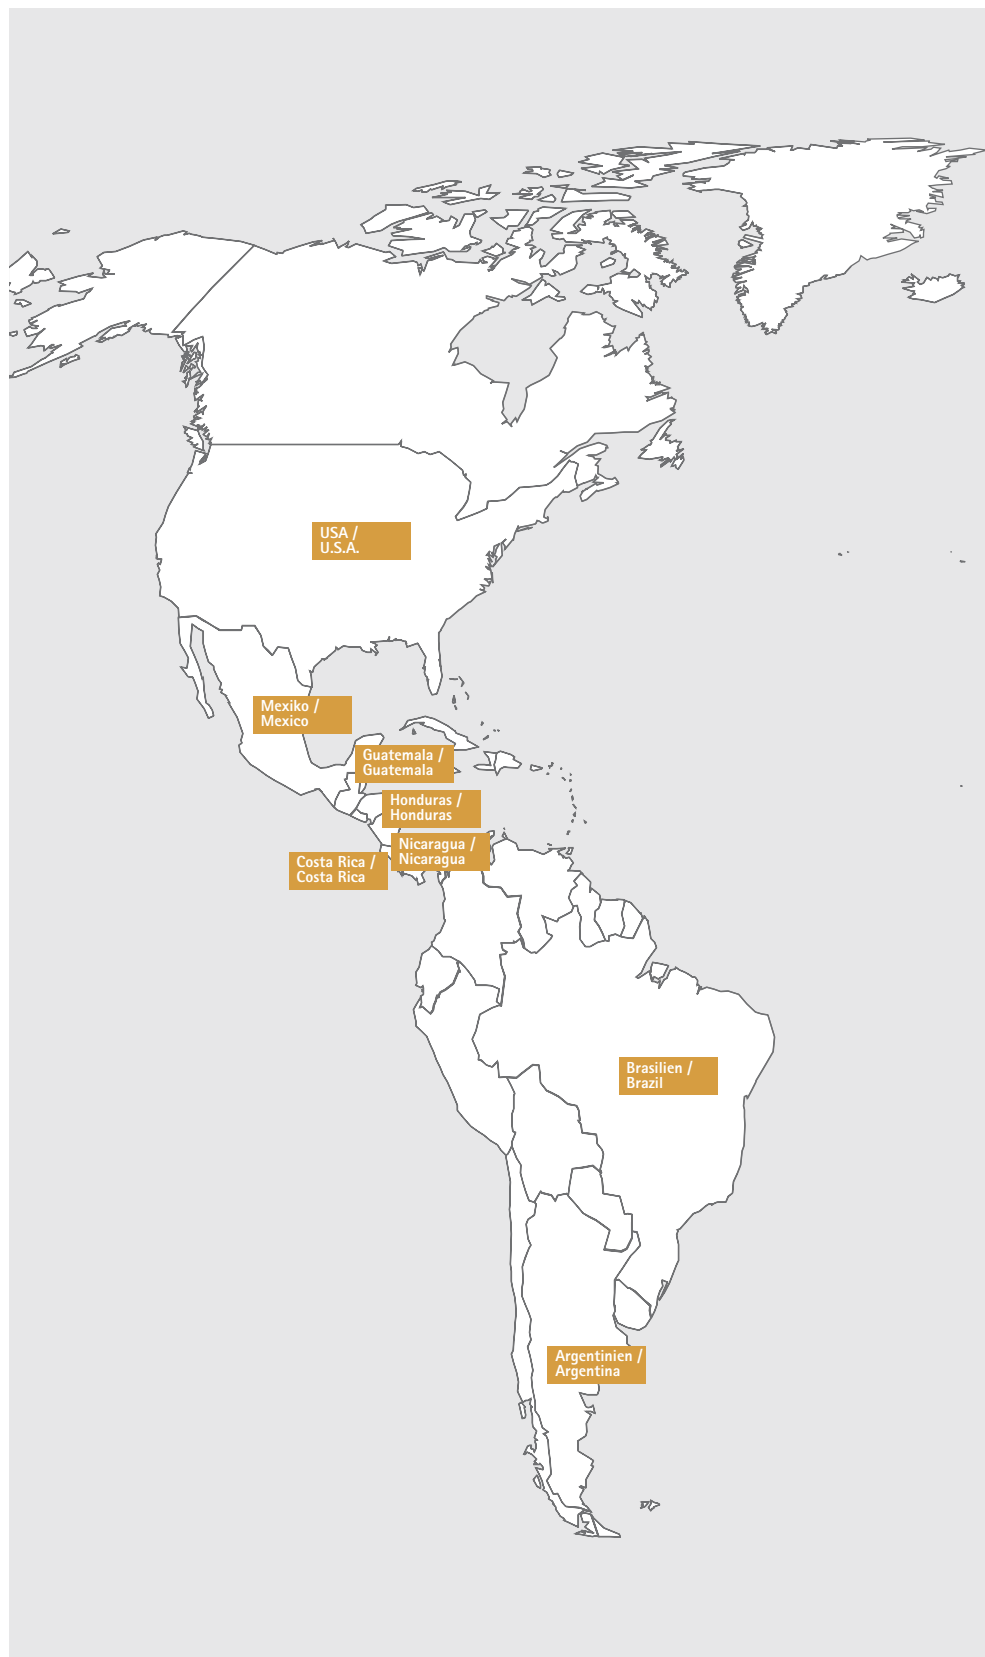 USA /
U.S.A.
Mexiko /
Mexico
Guatemala /
Guatemala
Honduras /
Honduras
Nicaragua /
Nicaragua
Costa Rica /
Costa Rica
Brasilien /
Brazil
Argentinien /
Argentina